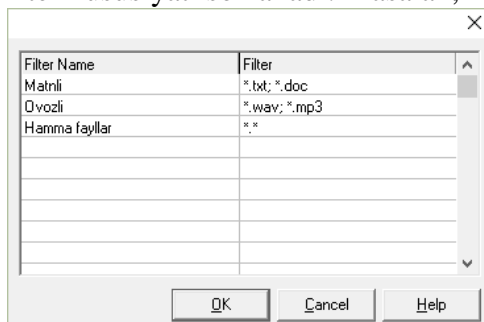 Filter Name Filter
Matnli *.txt; *.doc
Ovozli *.wav; *.mp3
Hamma fayllar *.*
OK Cancel Help